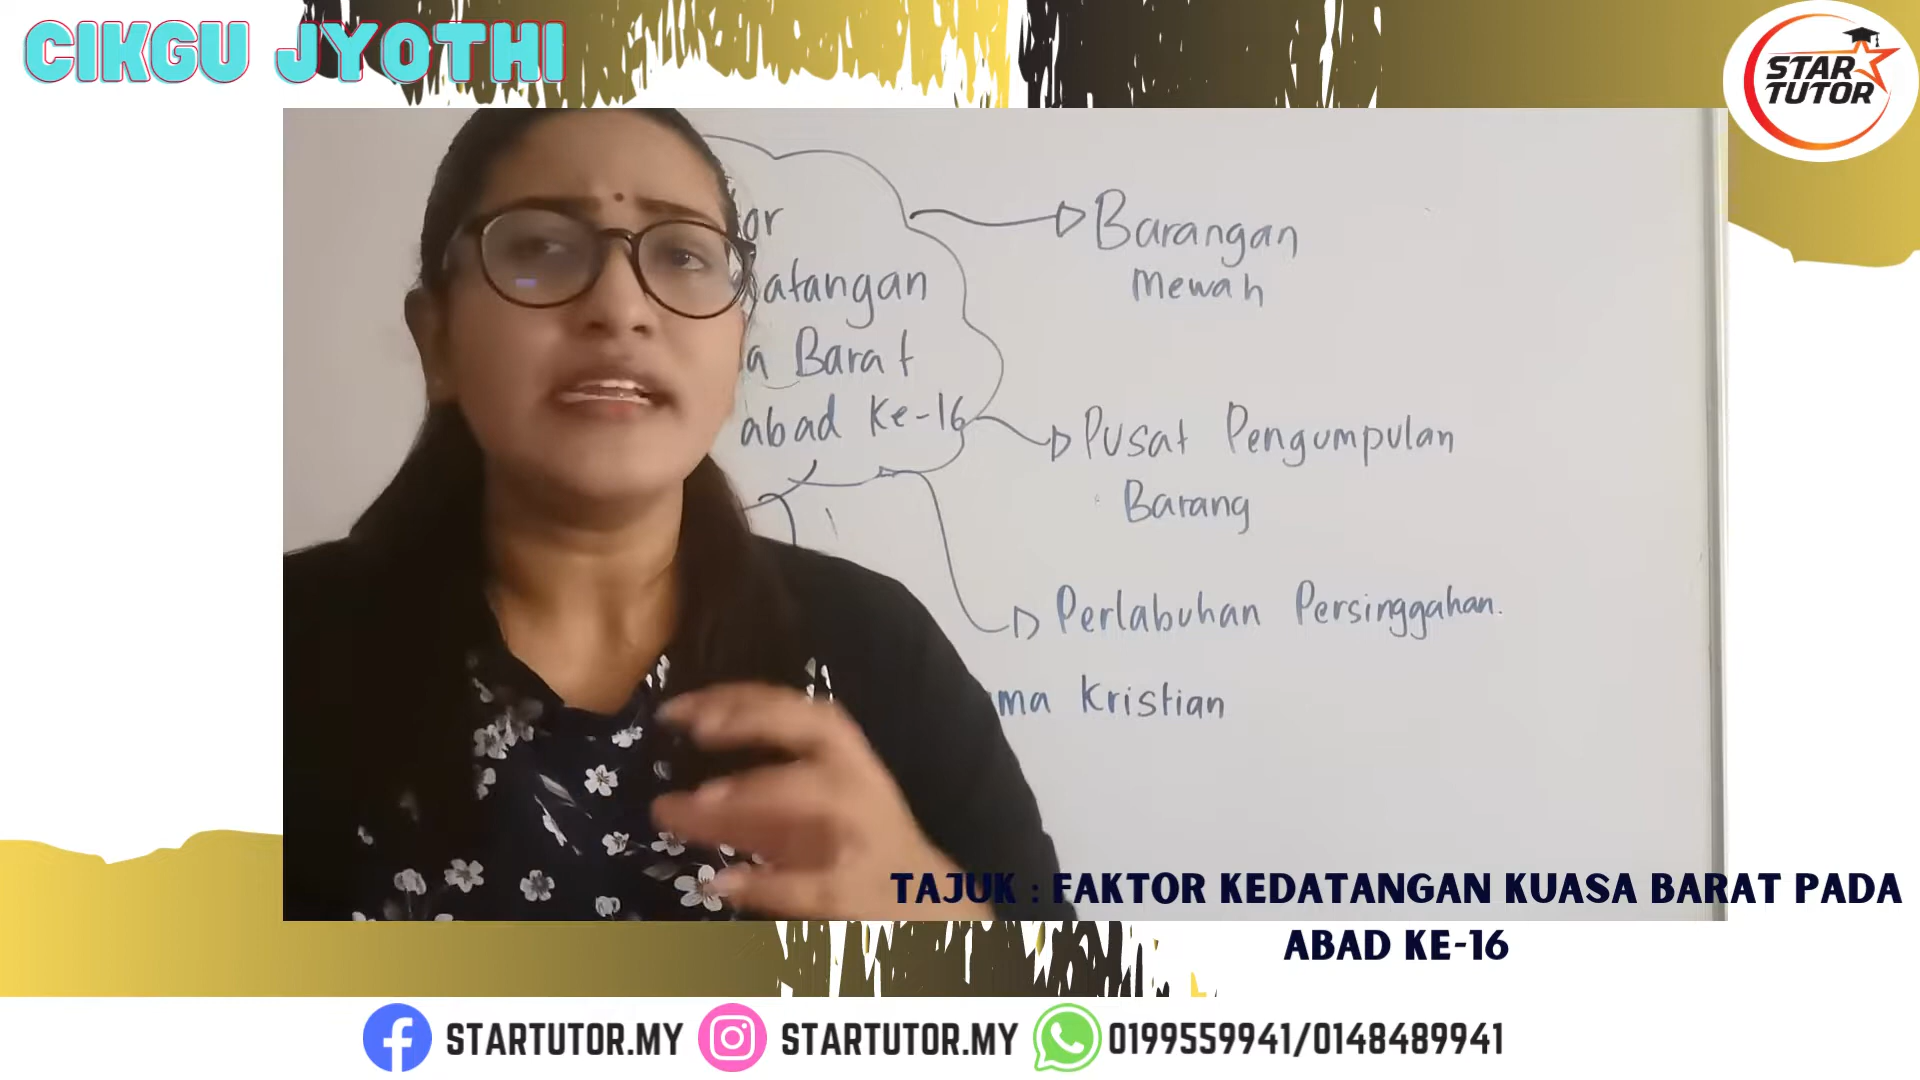 CIKGU JYOTHI
STAR
TUTOR
or
atangan
a Barat
abad Ke-16
Barangan
Mewah
Pusat Pengumpulan
Barang
Perlabuhan Persinggahan.
ma Kristian
TAJUK : FAKTOR KEDATANGAN KUASA BARAT PADA
ABAD KE-16
STARTUTOR.MY STARTUTOR.MY 0199559941/0148489941